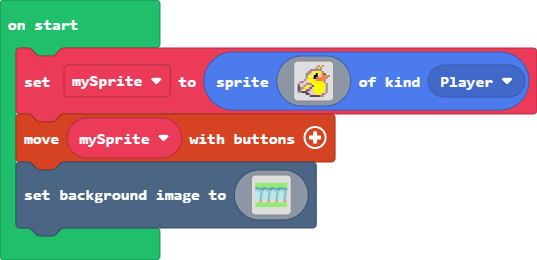 on start
set mySprite to sprite of kind Player
move mySprite with buttons
set background image to